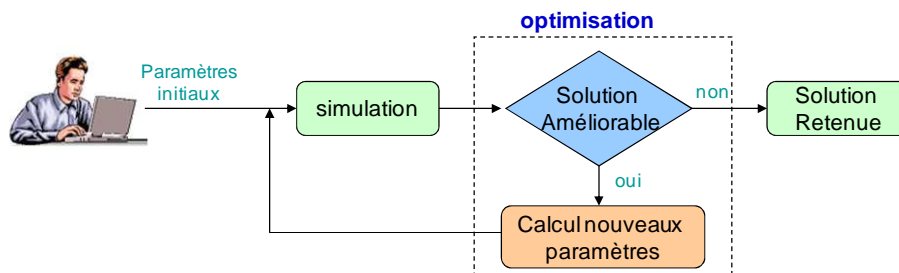 optimisation
Paramètres
initiaux
simulation
Solution
Améliorable
non
Solution
Retenue
oui
Calcul nouveaux
paramètres